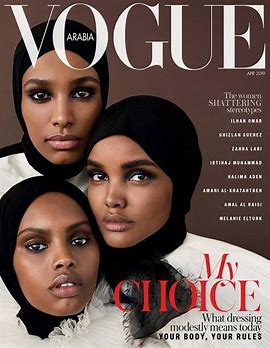 VOGUE
ARABIA
APR 2019
The women
SHATTERING
stereotypes
ILHAN OMAR
GHIZLAN GUENEZ
ZAHRA LARI
IBTIHAJ MUHAMMAD
HALIMA ADEN
AMANI AL-KHATAHTBEH
AMAL AL RAISI
MELANIE ELTURK
My
CHOICE
What dressing
modestly means today
YOUR BODY, YOUR RULES